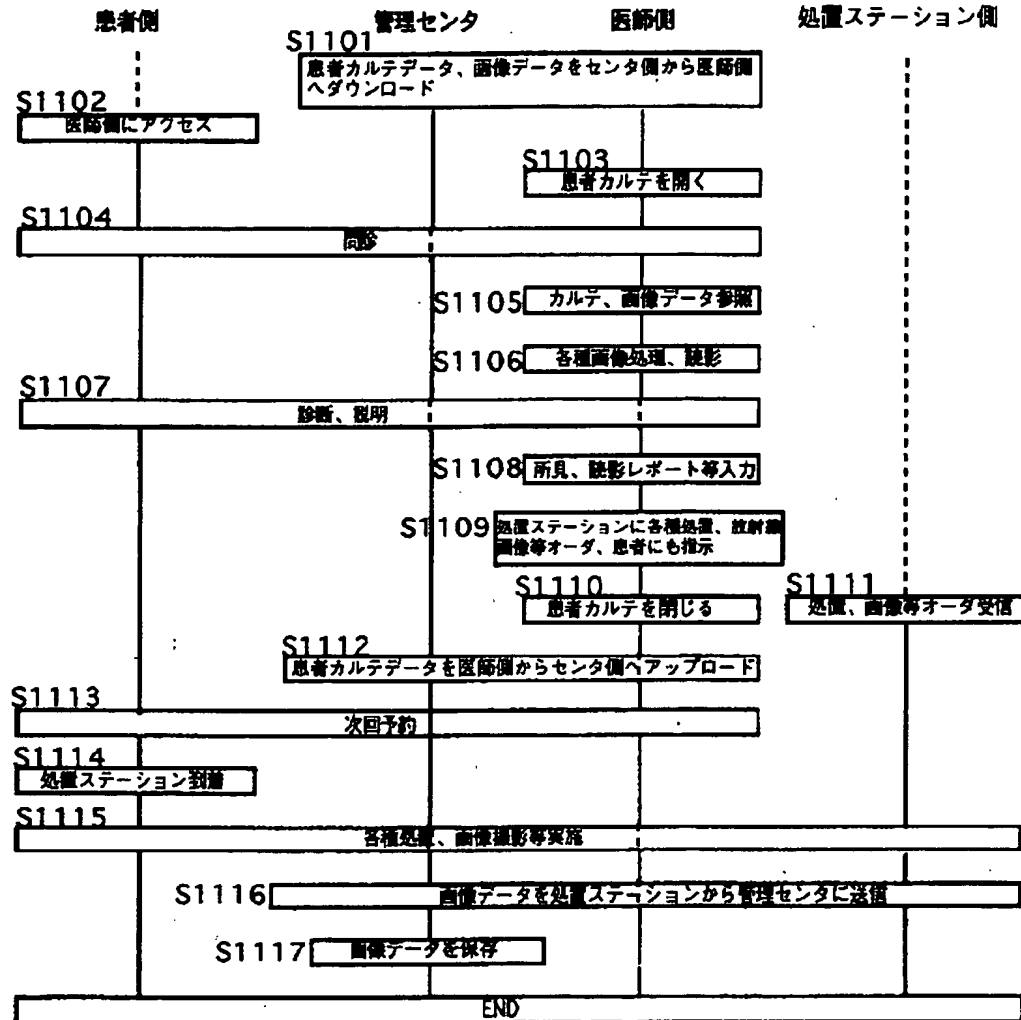 患者側
管理センタ
医師側
処置ステーション側
S1101
患者カルテデータ、画像データをセンタ側から医師側
へダウンロード
S1102
医師側にアクセス
S1103
患者カルテを開く
S1104
問診
S1105
カルテ、画像データ参照
S1106
各種画像処理、読影
S1107
診断、説明
S1108
所見、読影レポート等入力
S1109
処置ステーションに各種処置、放射線
画像等オーダ、患者にも指示
S1110
患者カルテを閉じる
S1111
処置、画像等オーダ受信
S1112
患者カルテデータを医師側からセンタ側へアップロード
S1113
次回予約
S1114
処置ステーション到着
S1115
各種処置、画像撮影等実施
S1116
画像データを処置ステーションから管理センタに送信
S1117
画像データを保存
END